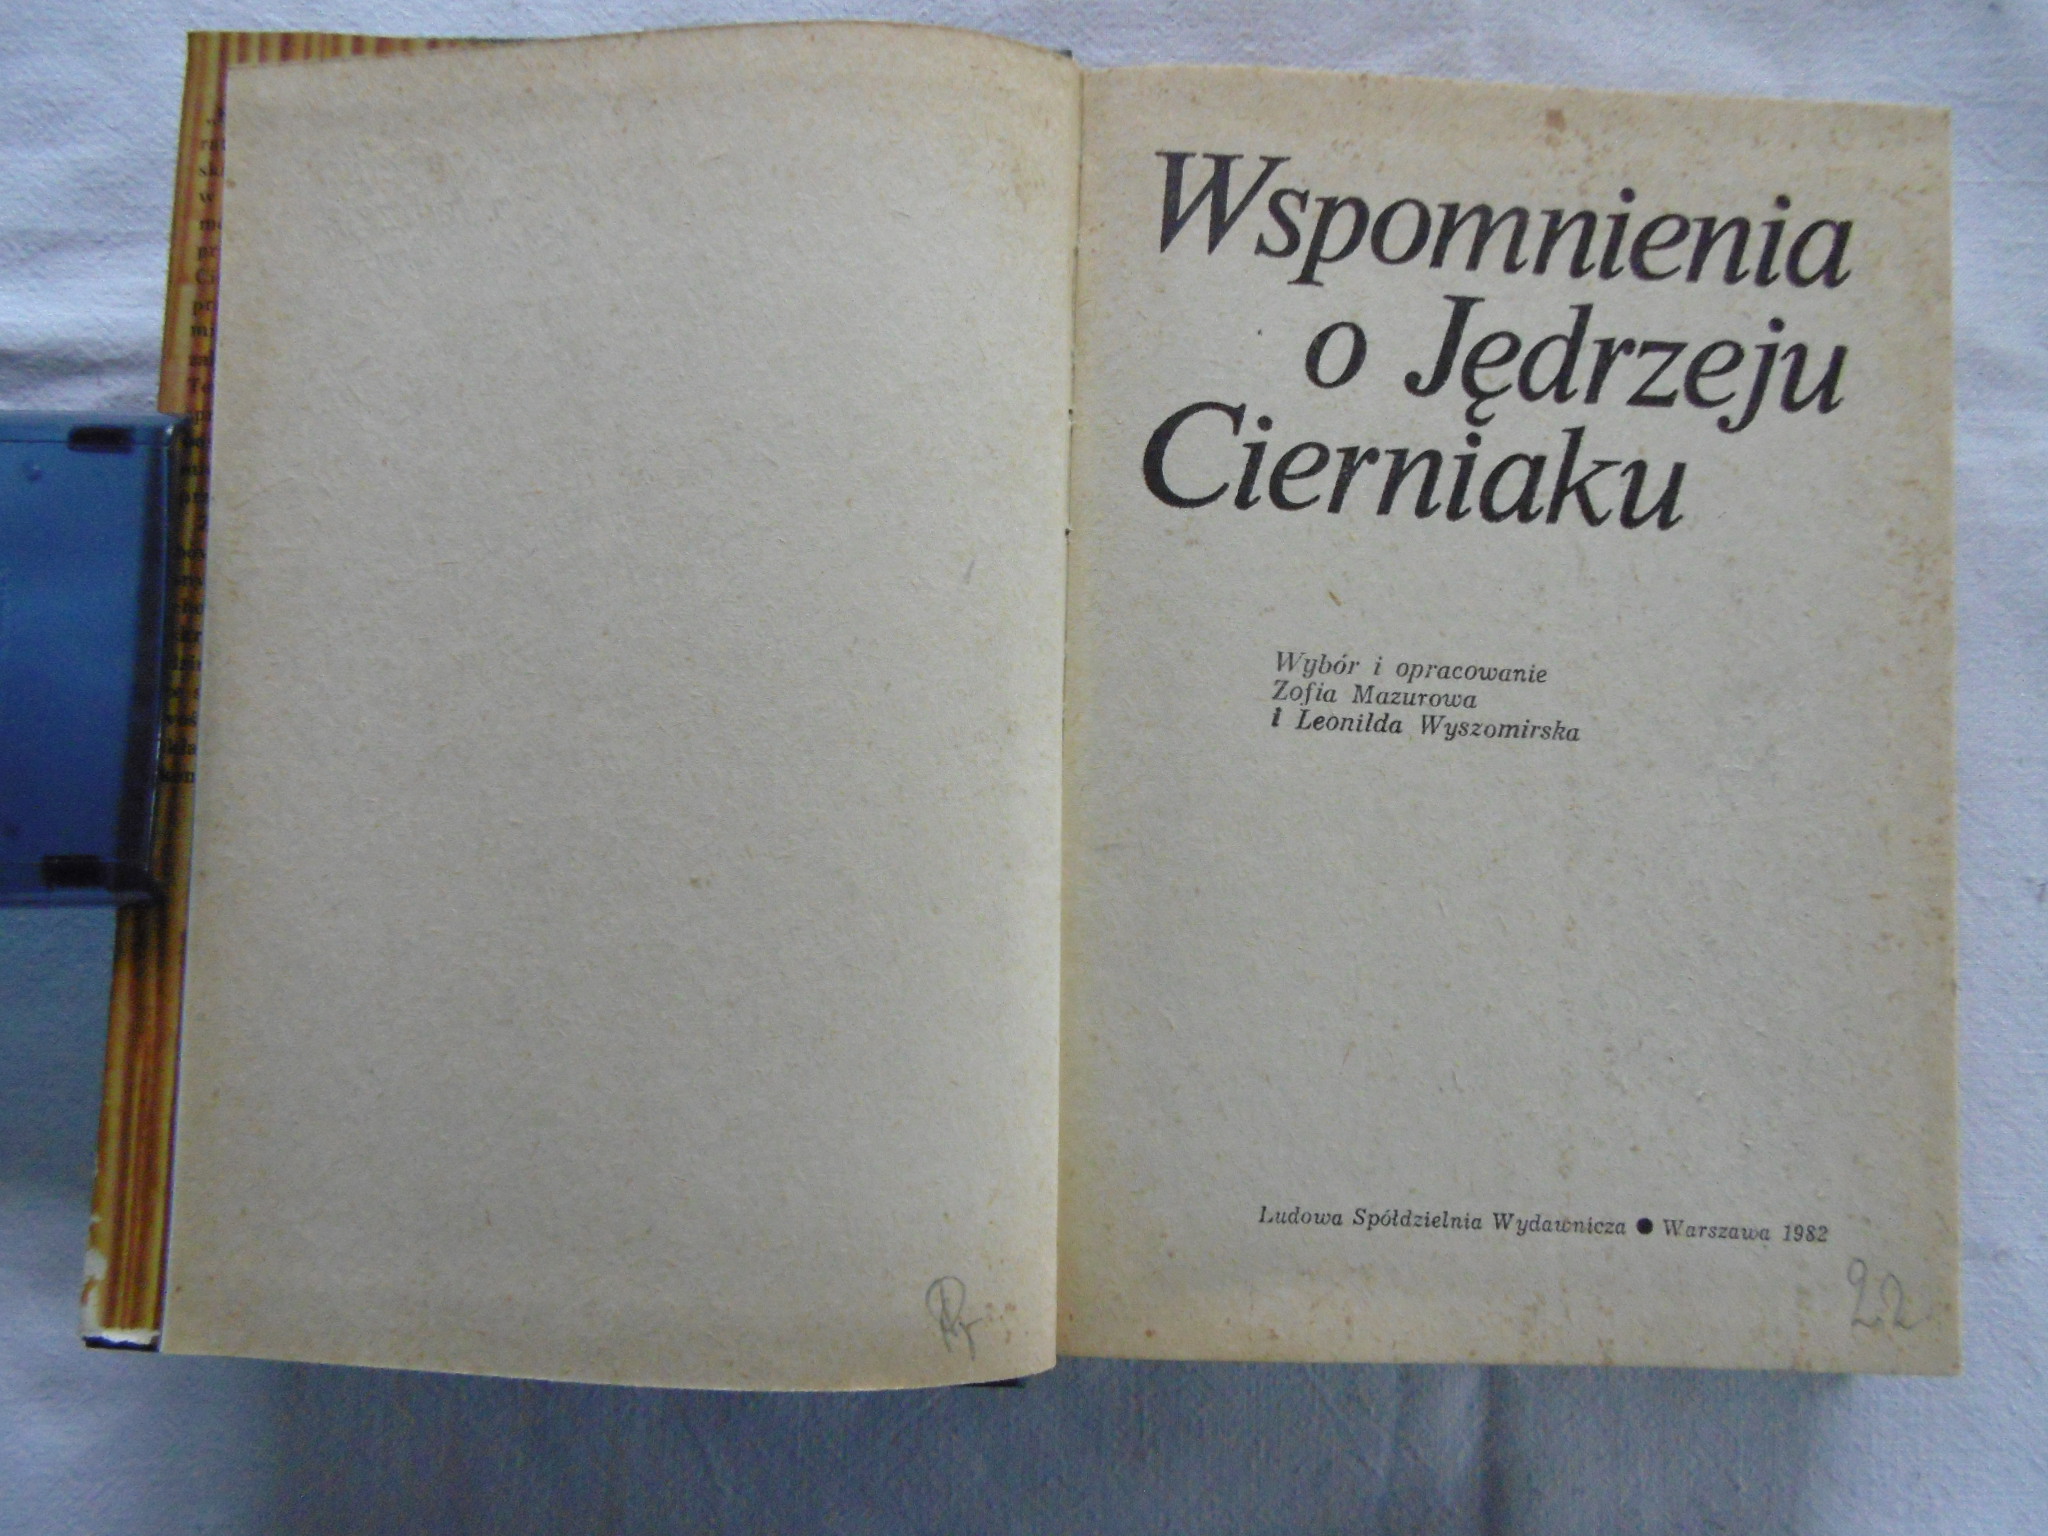 Wspomnienia
o Jędrzeju
Cierniaku
Wybór i opracowanie
Zofia Mazurowa
i Leonilda Wyszomirska
Ludowa Spółdzielnia Wydawnicza ● Warszawa 1982
22